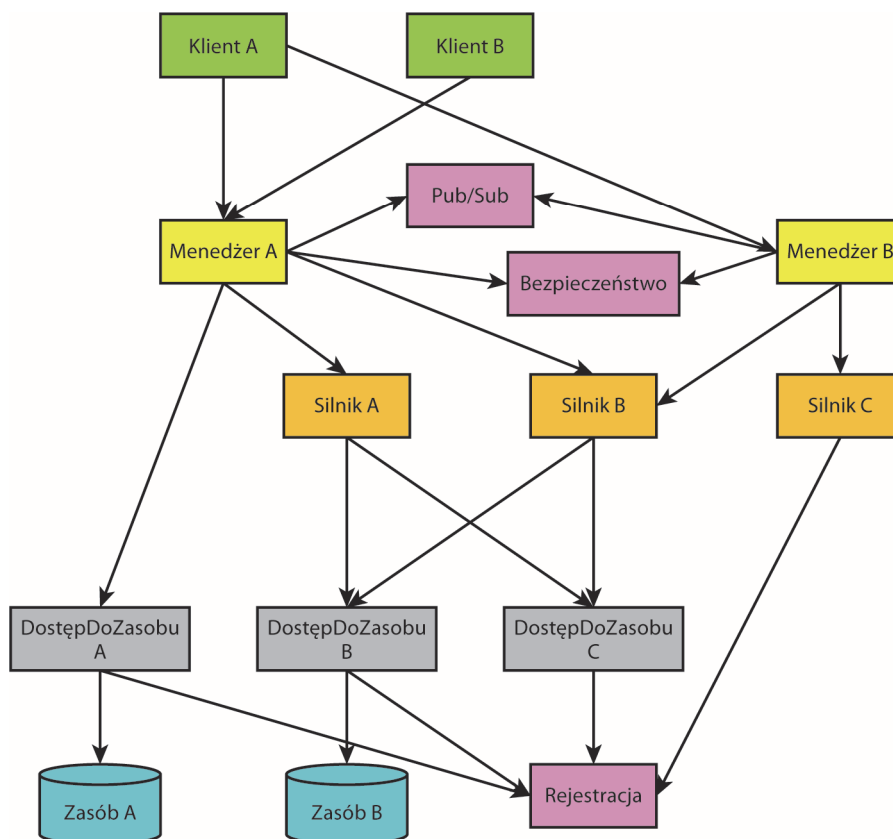 Klient A
Klient B
Pub/Sub
Menedżer A
Menedżer B
Bezpieczeństwo
Silnik A
Silnik B
Silnik C
DostępDoZasobu
A
DostępDoZasobu
B
DostępDoZasobu
C
Zasób A
Zasób B
Rejestracja